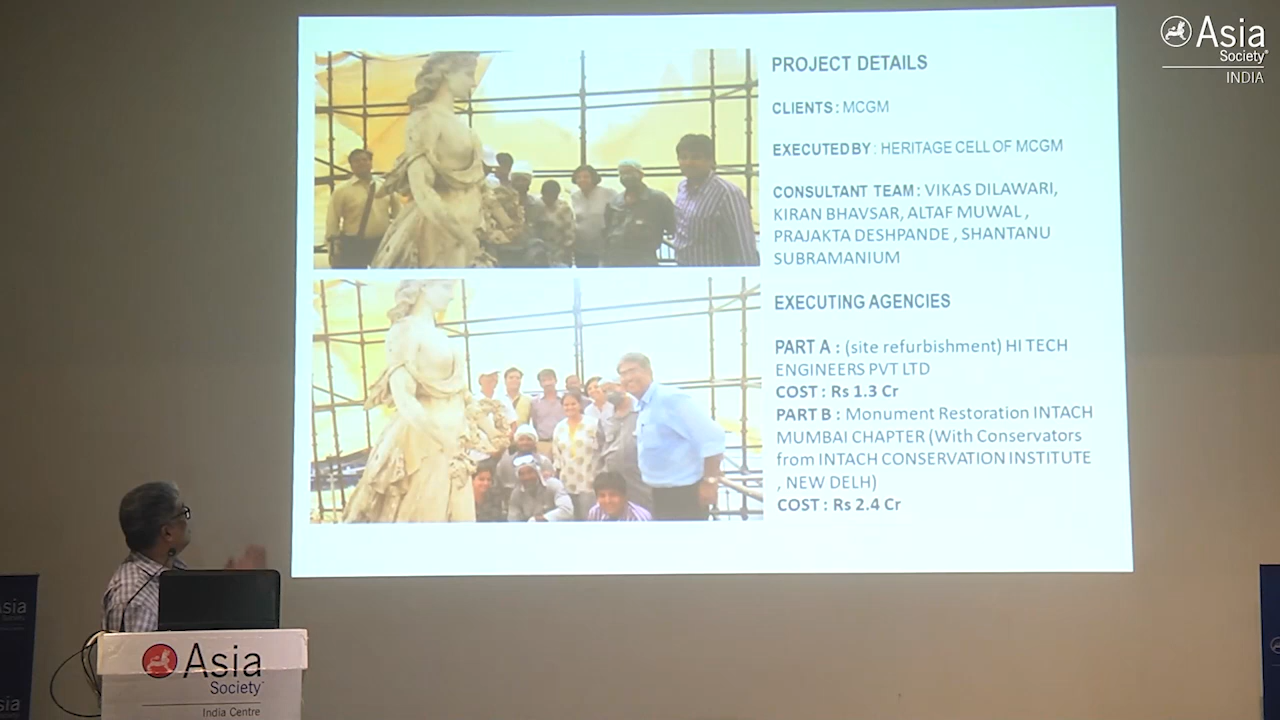 PROJECT DETAILS
CLIENTS : MCGM
EXECUTED BY : HERITAGE CELL OF MCGM
CONSULTANT TEAM : VIKAS DILAWARI,
KIRAN BHAVSAR, ALTAF MUWAL ,
PRAJAKTA DESHPANDE , SHANTANU
SUBRAMANIUM
EXECUTING AGENCIES
PART A : (site refurbishment) HI TECH
ENGINEERS PVT LTD
COST : Rs 1.3 Cr
PART B : Monument Restoration INTACH
MUMBAI CHAPTER (With Conservators
from INTACH CONSERVATION INSTITUTE
, NEW DELH)
COST : Rs 2.4 Cr
Asia
Society
INDIA
Asia
Society
India Centre
sia
Society
sia